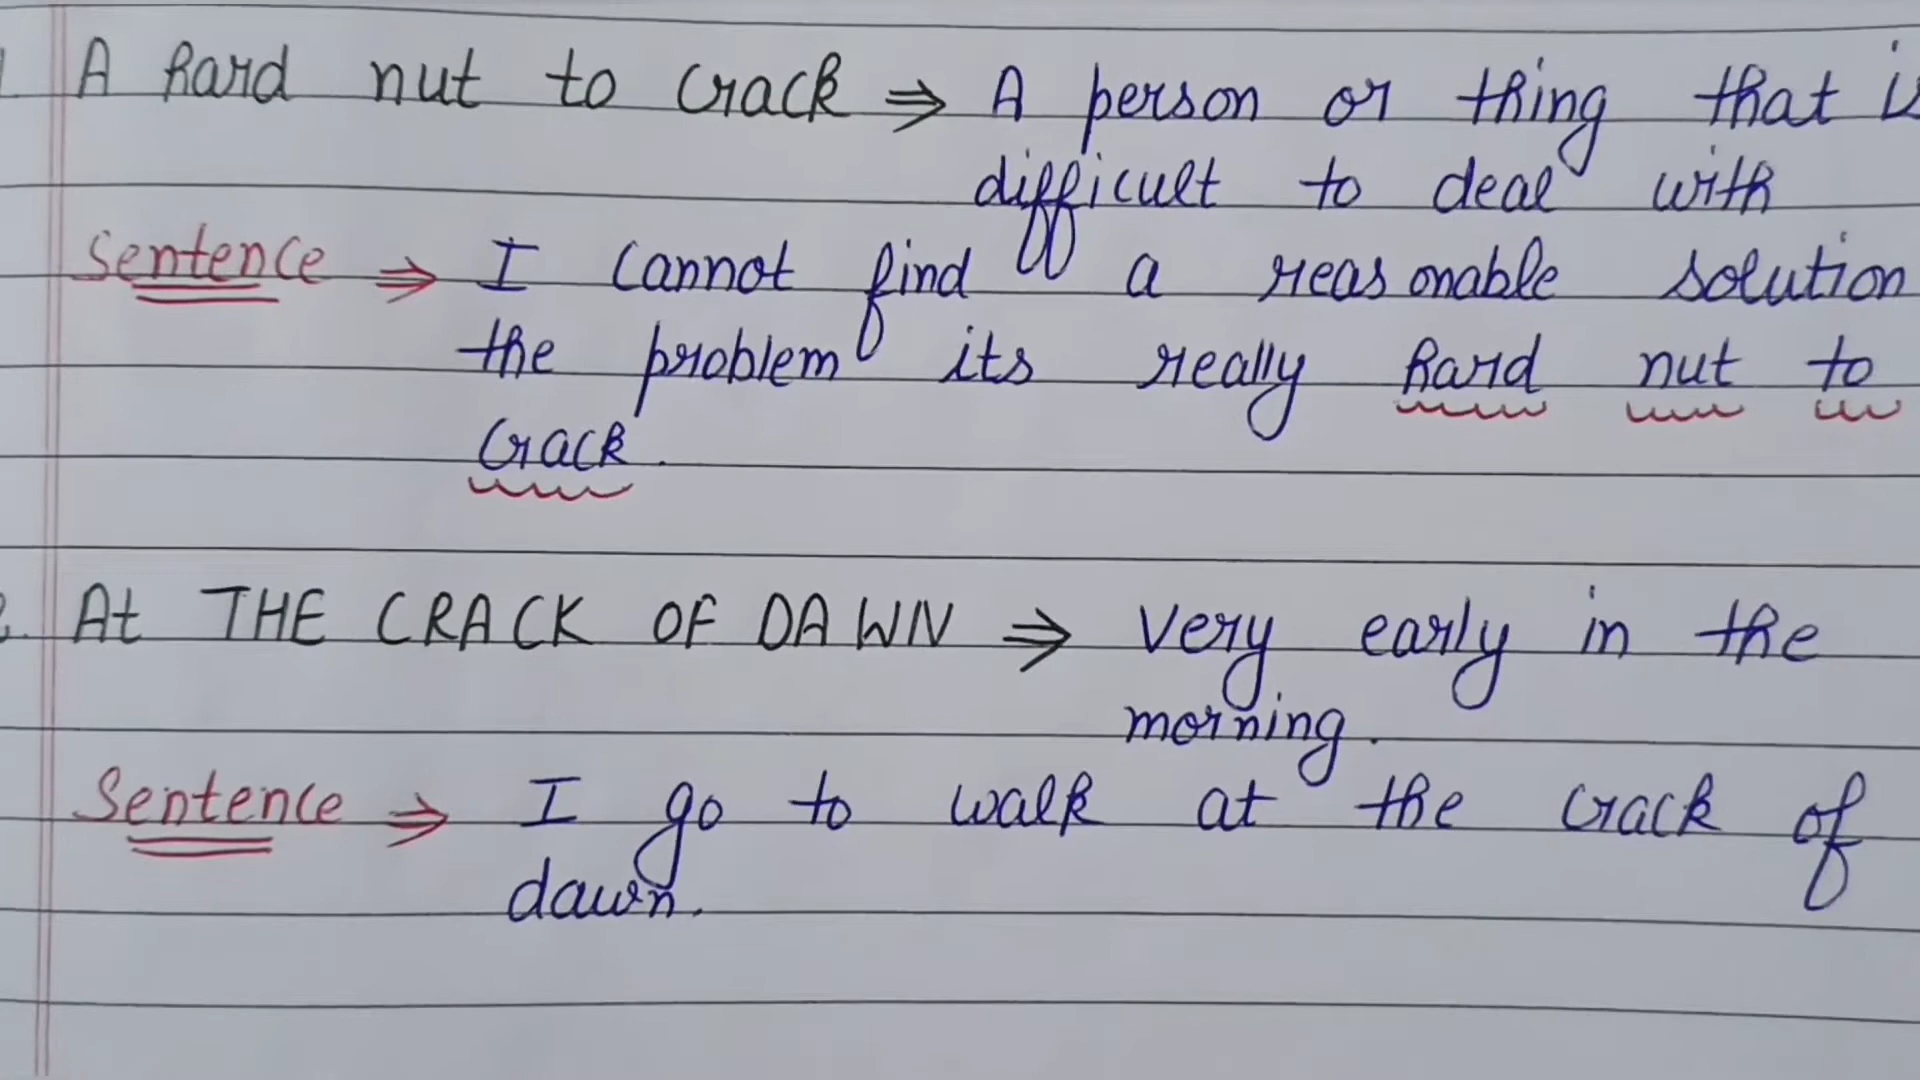 A hard nut to crack ⇒ A person or thing that is
difficult to deal with
Sentence ⇒ I cannot find a reasonable solution
the problem its really hard nut to
crack.
At THE CRACK OF DAWN ⇒ Very early in the
morning.
Sentence ⇒ I go to walk at the crack of
dawn.